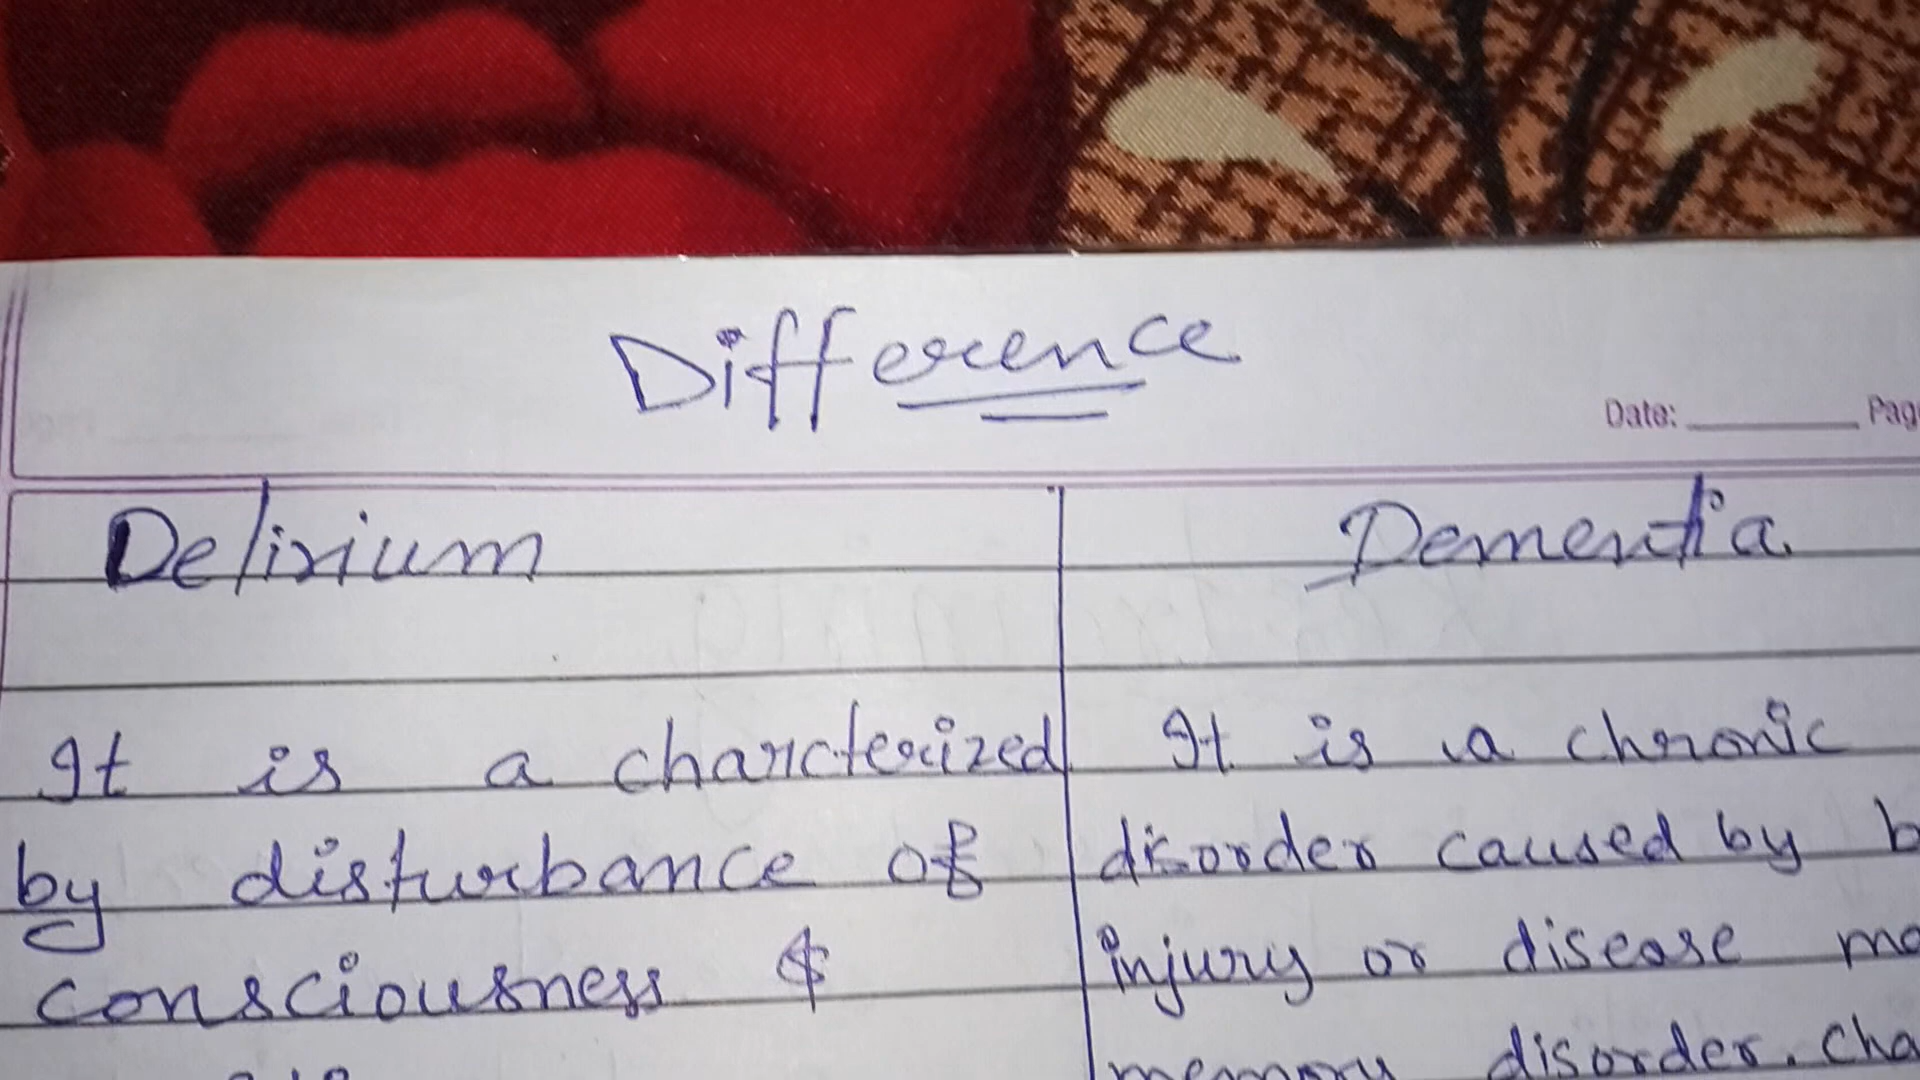 Difference
Date: Pag
Delirium
Dementia
It is a charcterized
by disturbance of
consciousness &
It is a chronic
disorder caused by b
injury or disease
memory disorder. Cha